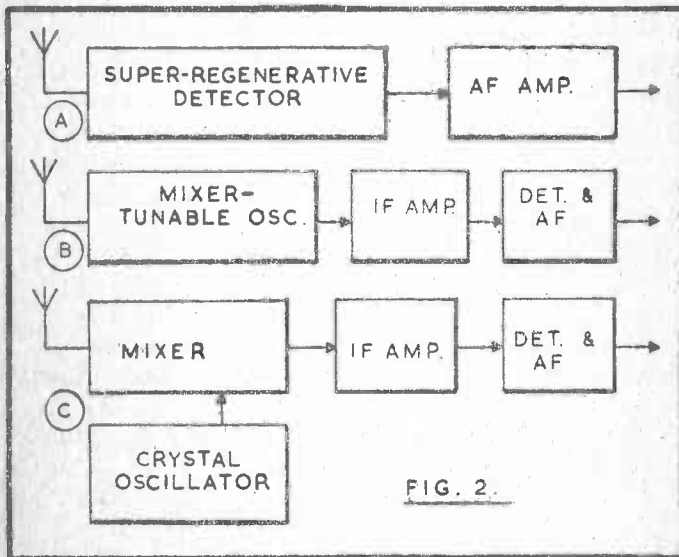 SUPER-REGENERATIVE
DETECTOR
AF AMP.
A
MIXER-
TUNABLE OSC.
IF AMP
DET. &
AF
B
MIXER
IF AMP.
DET. &
AF
C
CRYSTAL
OSCILLATOR
FIG. 2.